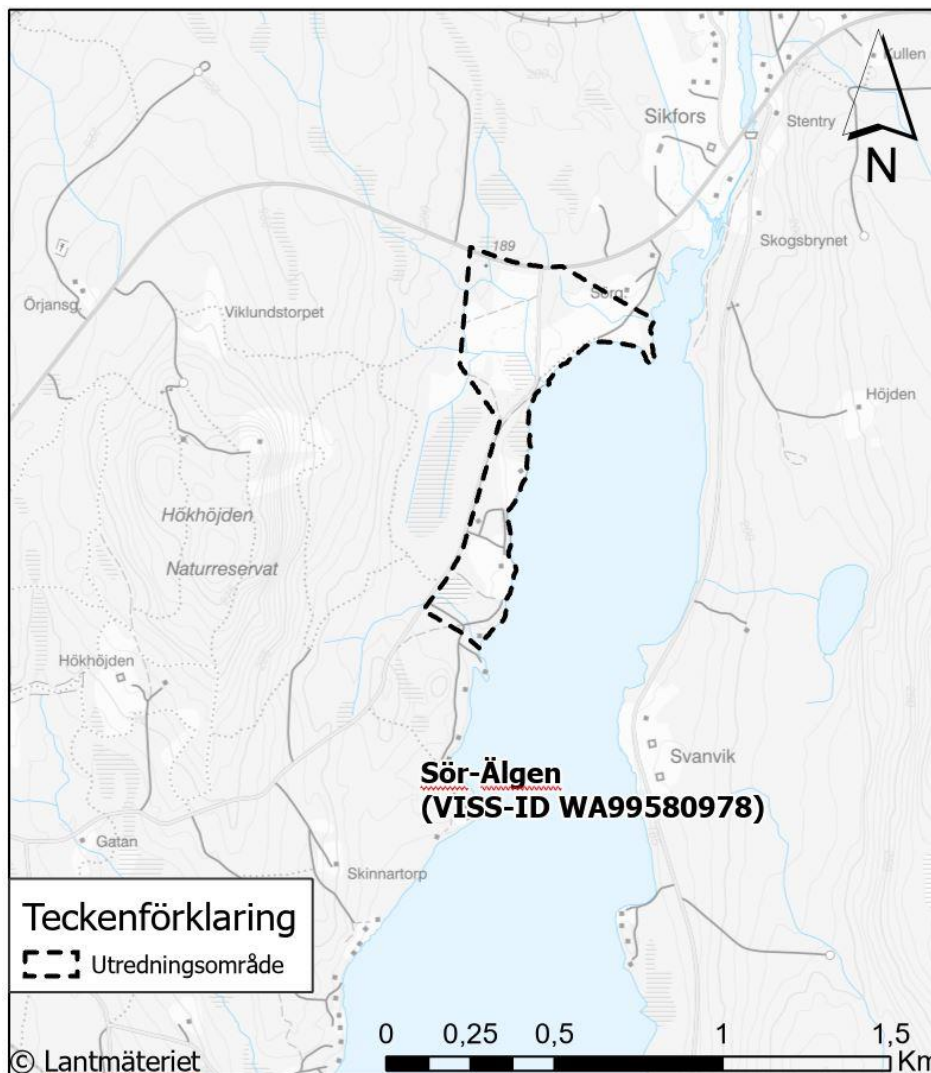 Kullen
Sikfors
Stentry
N
Skogsbrynet
189
Sörg.
Örjansg.
Viklundstorpet
Höjden
Hökhöjden
Naturreservat
Hökhöjden
Svanvik
Sör-Älgen
(VISS-ID WA99580978)
Gatan
Skinnartorp
Teckenförklaring
Utredningsområde
0 0,25 0,5 1 1,5
Km
© Lantmäteriet